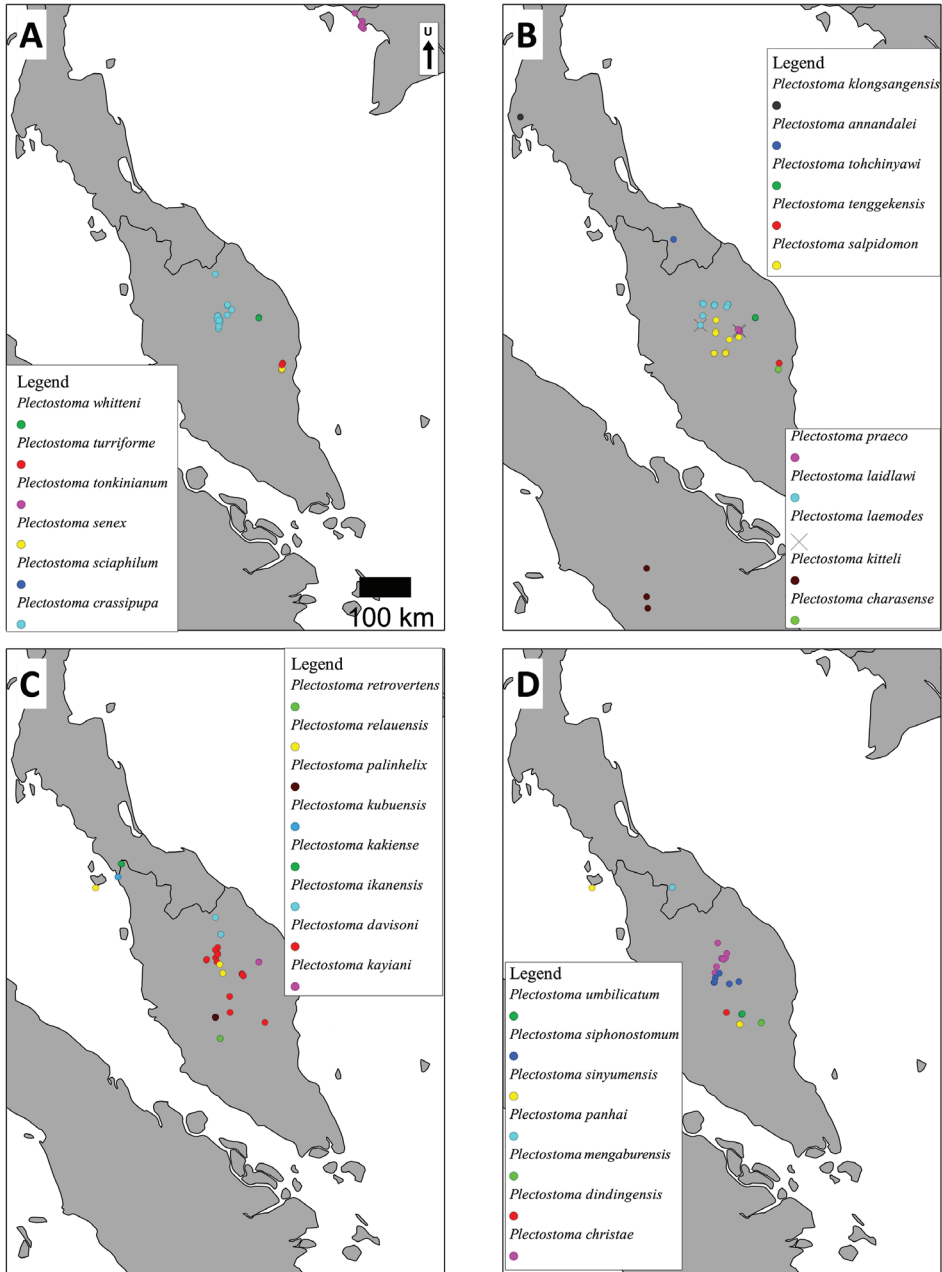 A
U
Legend
Plectostoma whitteni
Plectostoma turriforme
Plectostoma tonkinianum
Plectostoma senex
Plectostoma sciaphilum
Plectostoma crassipupa
100 km
B
Legend
Plectostoma klongsangensis
Plectostoma annandalei
Plectostoma tohchinyawi
Plectostoma tenggekensis
Plectostoma salpidomon
Plectostoma praeco
Plectostoma laidlawi
Plectostoma laemodes
Plectostoma kitteli
Plectostoma charasense
C
Legend
Plectostoma retrovertens
Plectostoma relauensis
Plectostoma palinhelix
Plectostoma kubuensis
Plectostoma kakiense
Plectostoma ikanensis
Plectostoma davisoni
Plectostoma kayiani
D
Legend
Plectostoma umbilicatum
Plectostoma siphonostomum
Plectostoma sinyumensis
Plectostoma panhai
Plectostoma mengaburensis
Plectostoma dindingensis
Plectostoma christae